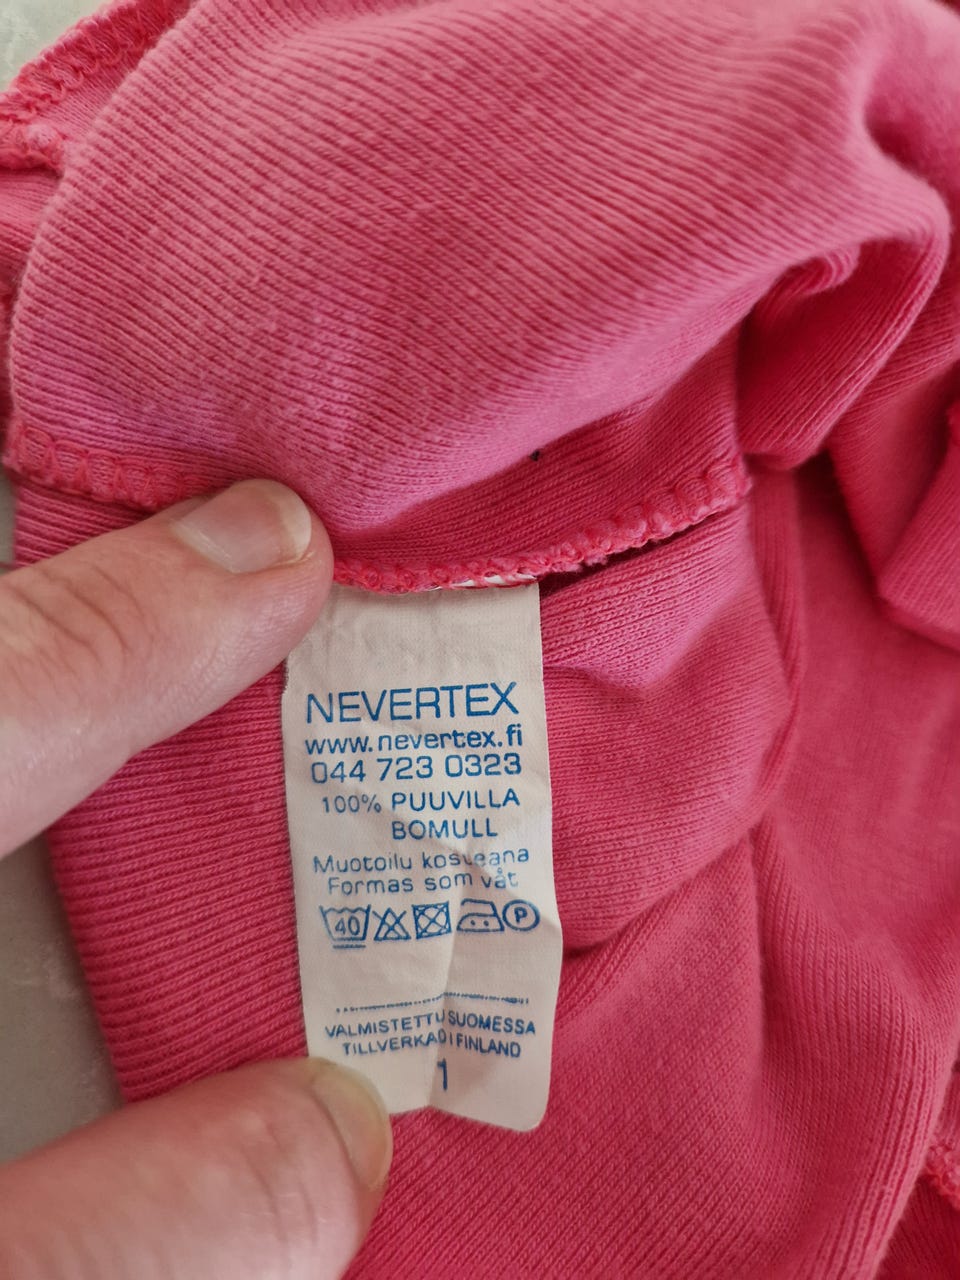 NEVERTEX
www.nevertex.fi
044 723 0323
100% PUUVILLA
BOMULL
Muotoilu kosteana
Formas som våt
40 P
VALMISTETTU SUOMESSA
TILLVERKAD I FINLAND
1